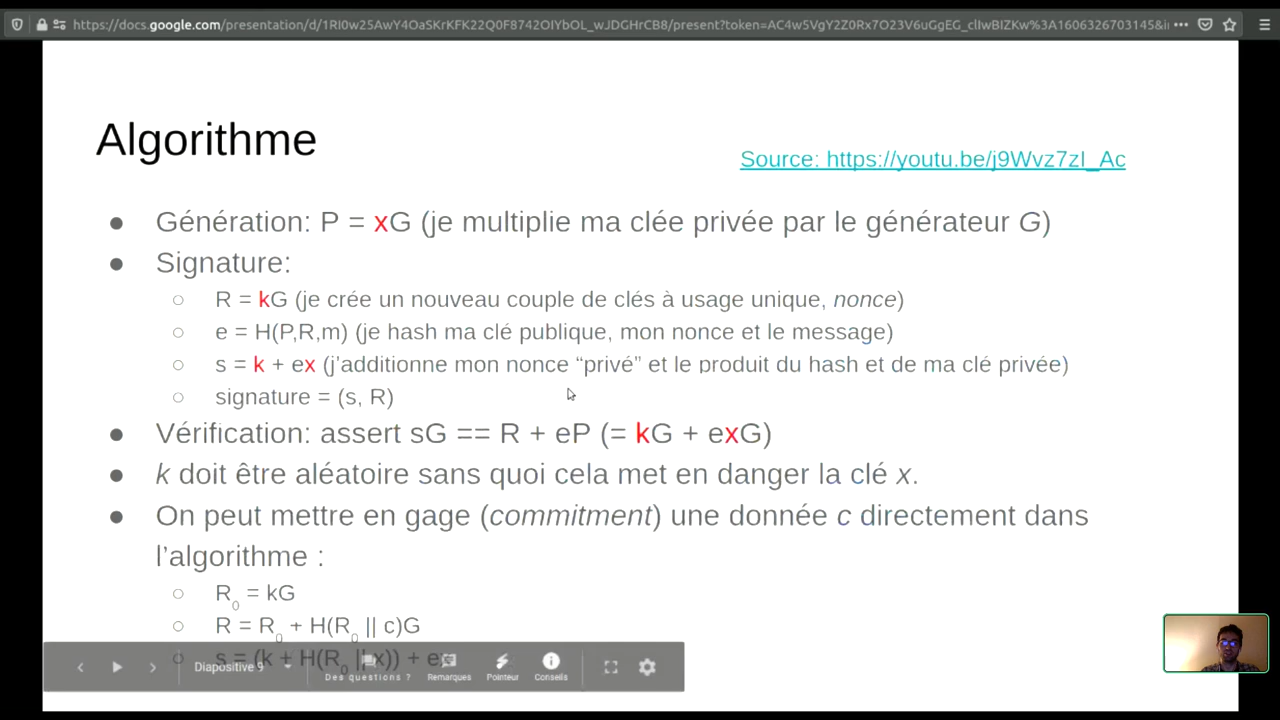 https://docs.google.com/presentation/d/1RI0w25AwY4OaSKrKFK22Q0F8742OIYbOL_wJDGHrCB8/present?token=AC4w5VgY2Z0Rx7O23V6uGgEG_clIwBIZKw%3A1606326703145&i
Algorithme
Source: https://youtu.be/j9Wvz7zI_Ac
● Génération: P = xG (je multiplie ma clée privée par le générateur G)
● Signature:
○ R = kG (je crée un nouveau couple de clés à usage unique, nonce)
○ e = H(P,R,m) (je hash ma clé publique, mon nonce et le message)
○ s = k + ex (j'additionne mon nonce “privé” et le produit du hash et de ma clé privée)
○ signature = (s, R)
● Vérification: assert sG == R + eP (= kG + exG)
● k doit être aléatoire sans quoi cela met en danger la clé x.
● On peut mettre en gage (commitment) une donnée c directement dans
l'algorithme :
○ R0 = kG
○ R = R0 + H(R0 || c)G
○ s = (k + H(R0 || x)) + e
Diapositive 9
Des questions ? Remarques Pointeur Conseils